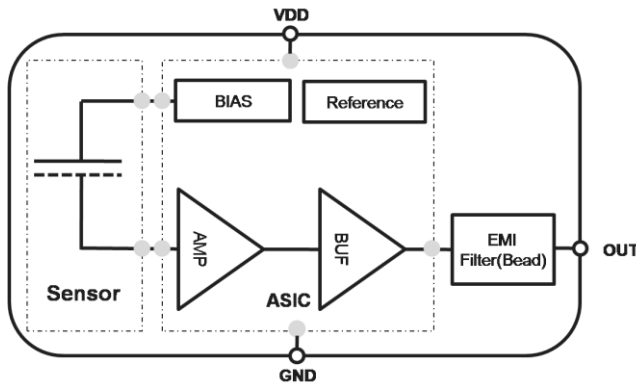 VDD
BIAS
Reference
AMP
BUF
EMI
Filter(Bead)
OUT
Sensor
ASIC
GND